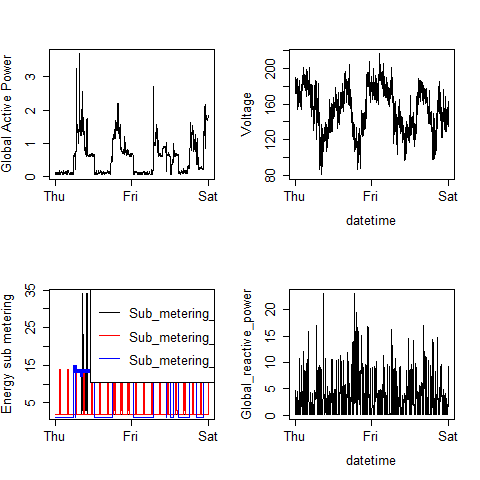 Global Active Power
0 1 2 3
Thu Fri Sat
Voltage
80 120 160 200
Thu Fri Sat
datetime
Energy sub metering
5 15 25 35
Thu Fri Sat
Sub_metering_
Sub_metering_
Sub_metering_
Global_reactive_power
0 5 10 15 20
Thu Fri Sat
datetime